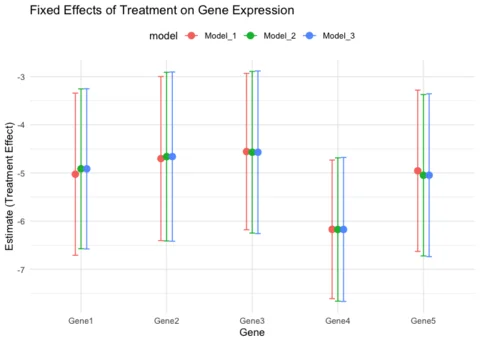 Fixed Effects of Treatment on Gene Expression
model Model_1 Model_2 Model_3
Estimate (Treatment Effect)
-3
-4
-5
-6
-7
Gene1 Gene2 Gene3 Gene4 Gene5
Gene